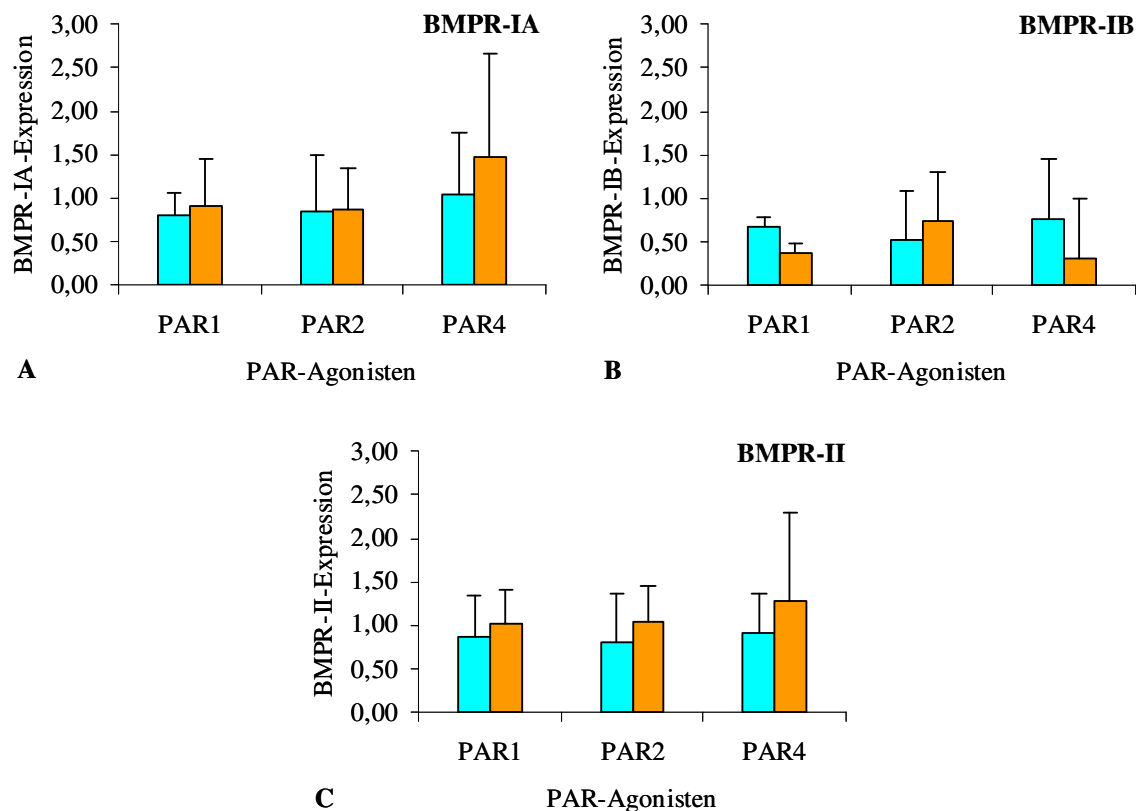 BMPR-IA
3,00
2,50
2,00
1,50
1,00
0,50
0,00
BMPR-IA-Expression
PAR1 PAR2 PAR4
A PAR-Agonisten
BMPR-IB
3,00
2,50
2,00
1,50
1,00
0,50
0,00
BMPR-IB-Expression
PAR1 PAR2 PAR4
B PAR-Agonisten
BMPR-II
3,00
2,50
2,00
1,50
1,00
0,50
0,00
BMPR-II-Expression
PAR1 PAR2 PAR4
C PAR-Agonisten